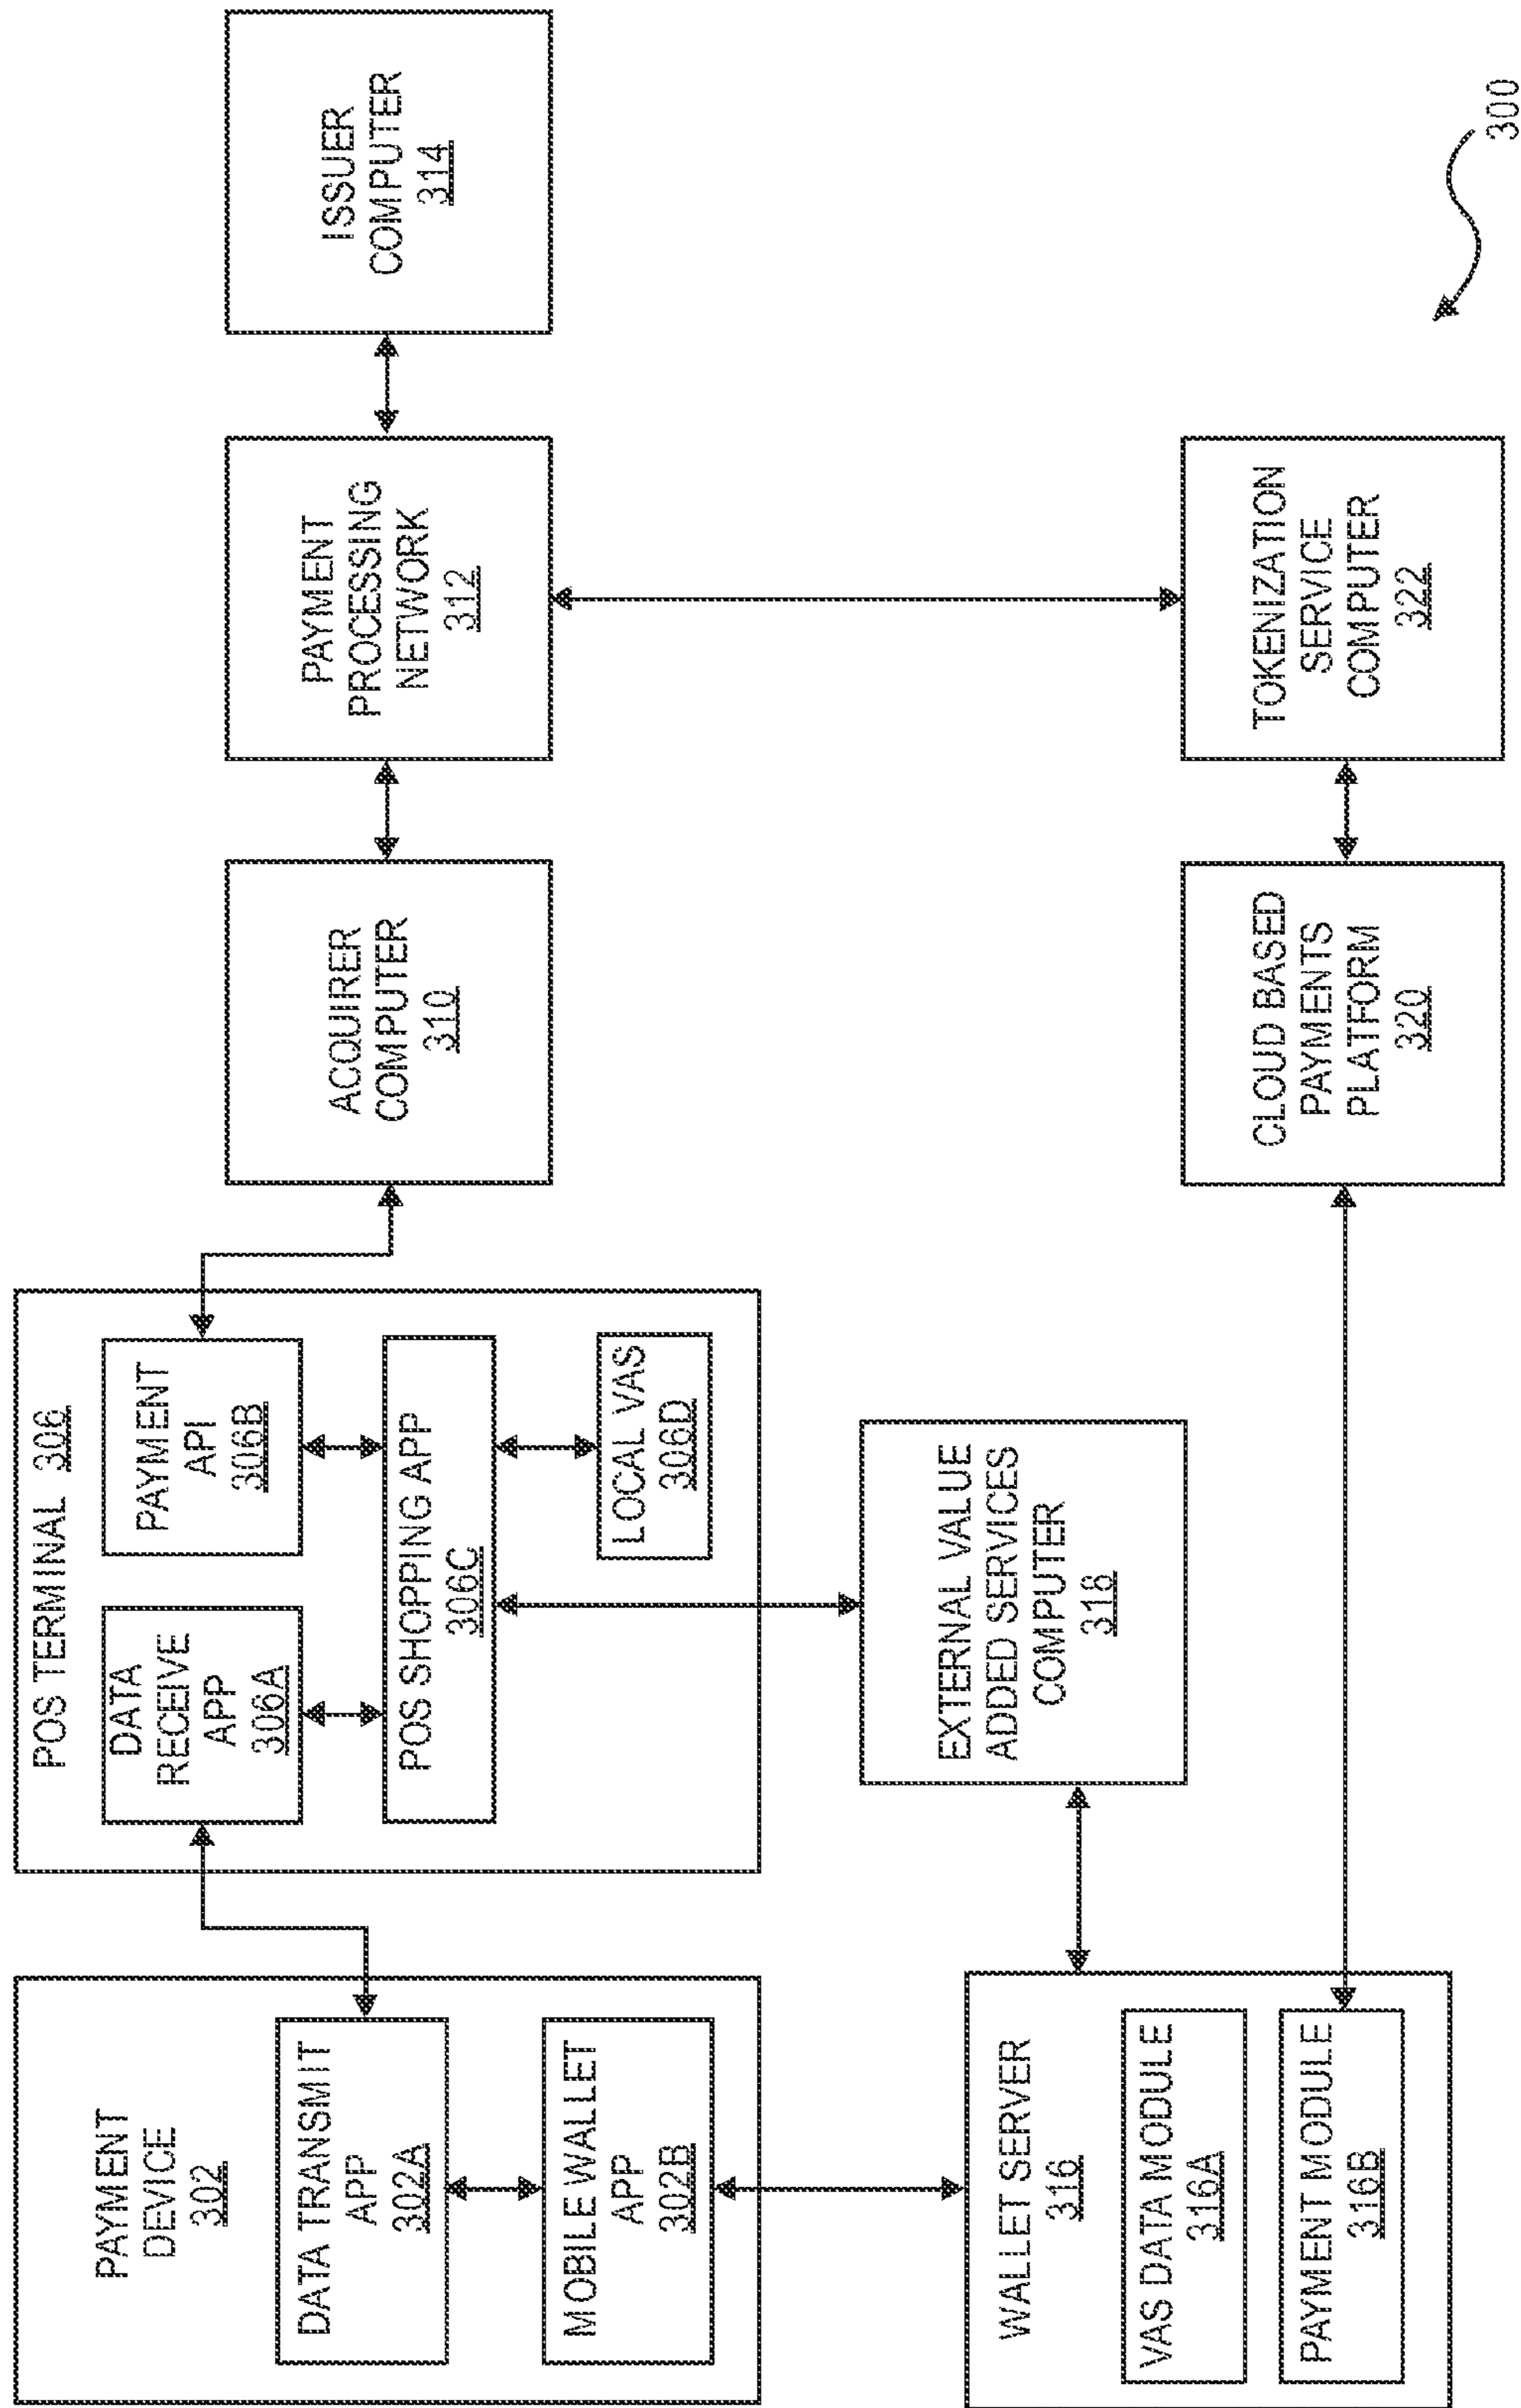 PAYMENT
DEVICE
302
DATA TRANSMIT
APP
302A
MOBILE WALLET
APP
302B
POS TERMINAL 306
DATA
RECEIVE
APP
306A
PAYMENT
API
306B
POS SHOPPING APP
306C
LOCAL VAS
306D
ACQUIRER
COMPUTER
310
PAYMENT
PROCESSING
NETWORK
312
ISSUER
COMPUTER
314
WALLET SERVER
316
VAS DATA MODULE
316A
PAYMENT MODULE
316B
EXTERNAL VALUE
ADDED SERVICES
COMPUTER
318
CLOUD BASED
PAYMENTS
PLATFORM
320
TOKENIZATION
SERVICE
COMPUTER
322
300